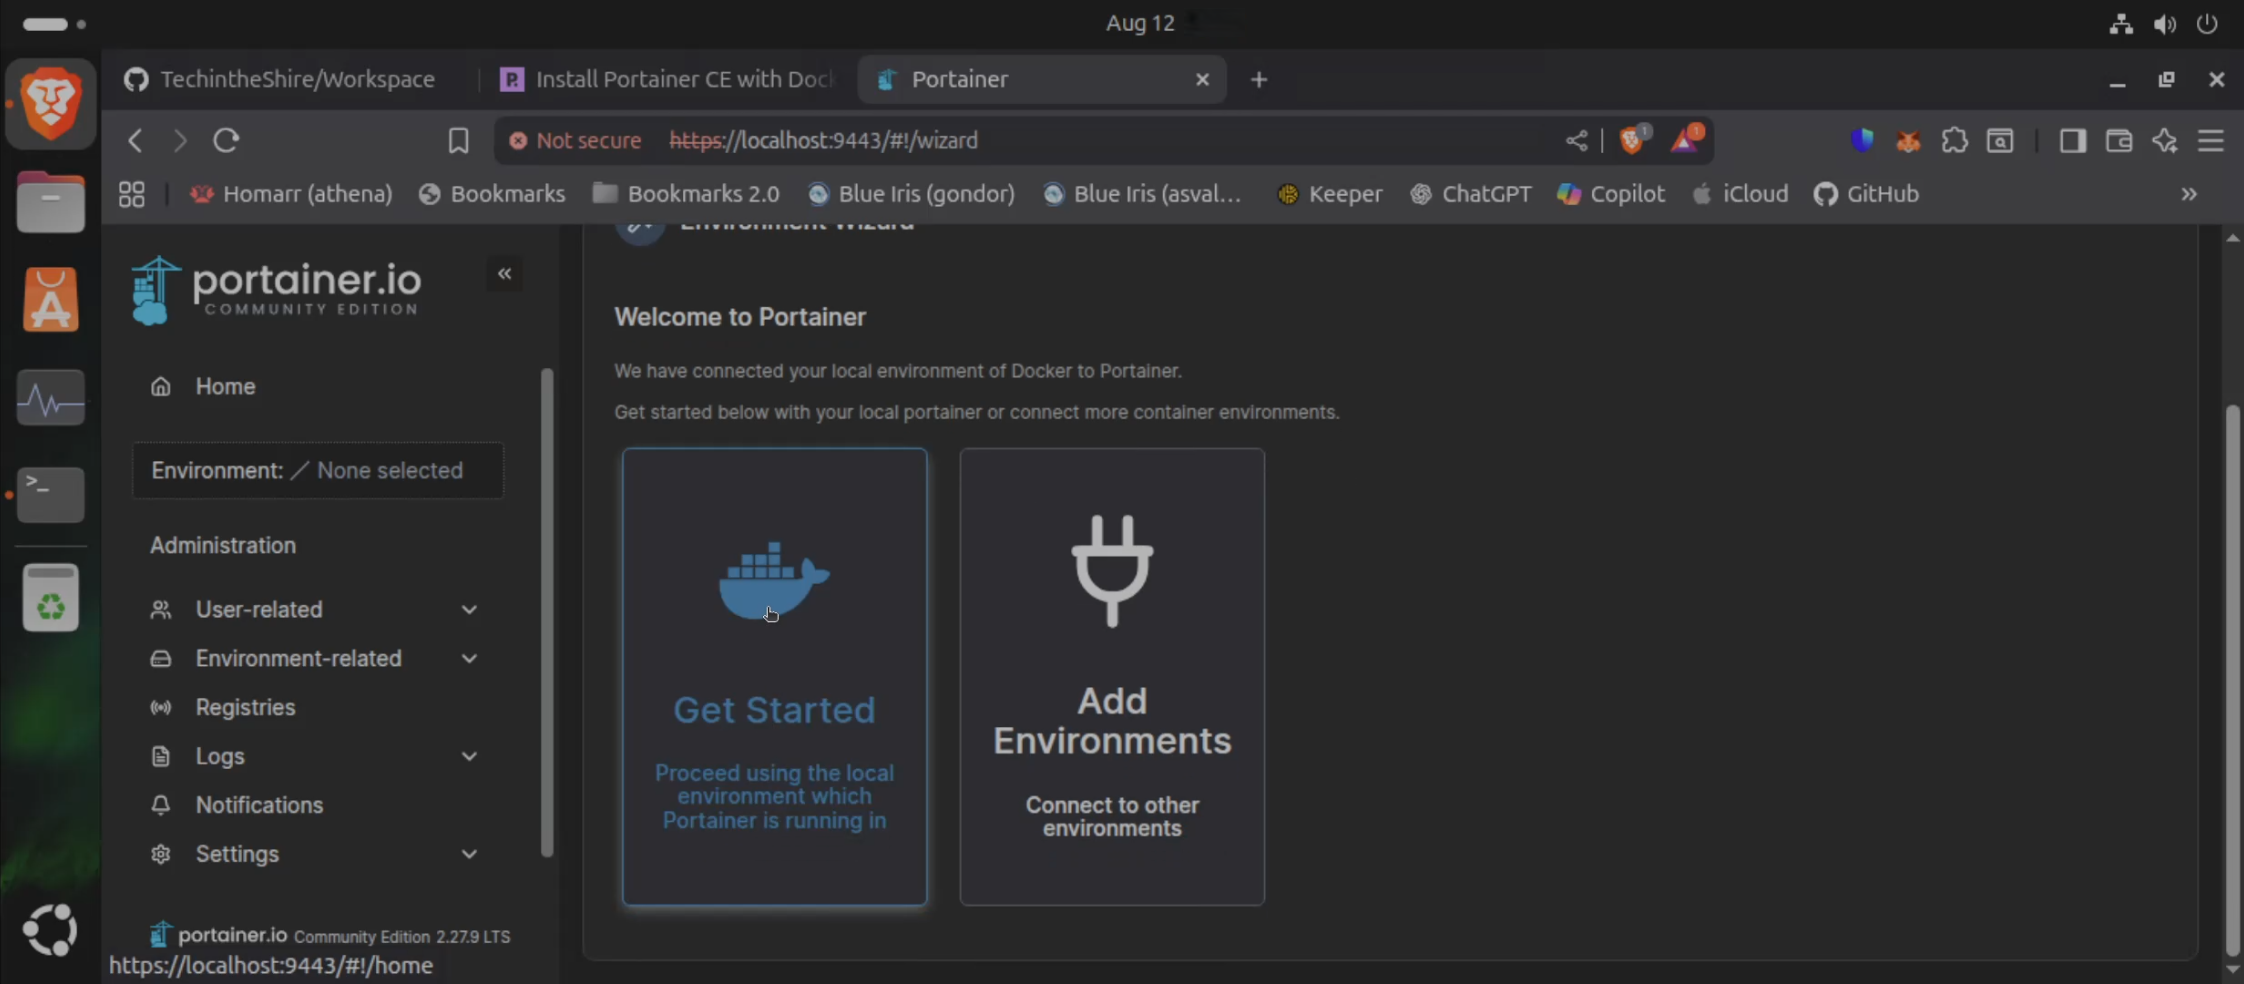 Aug 12
TechintheShire/Workspace
Install Portainer CE with Dock
Portainer
Not secure https://localhost:9443/#!/wizard
Homarr (athena)
Bookmarks
Bookmarks 2.0
Blue Iris (gondor)
Blue Iris (asval...
Keeper
ChatGPT
Copilot
iCloud
GitHub
portainer.io
COMMUNITY EDITION
Home
Environment: None selected
Administration
User-related
Environment-related
Registries
Logs
Notifications
Settings
portainer.io Community Edition 2.27.9 LTS
https://localhost:9443/#!/home
Environment Wizard
Welcome to Portainer
We have connected your local environment of Docker to Portainer.
Get started below with your local portainer or connect more container environments.
Get Started
Proceed using the local
environment which
Portainer is running in
Add
Environments
Connect to other
environments